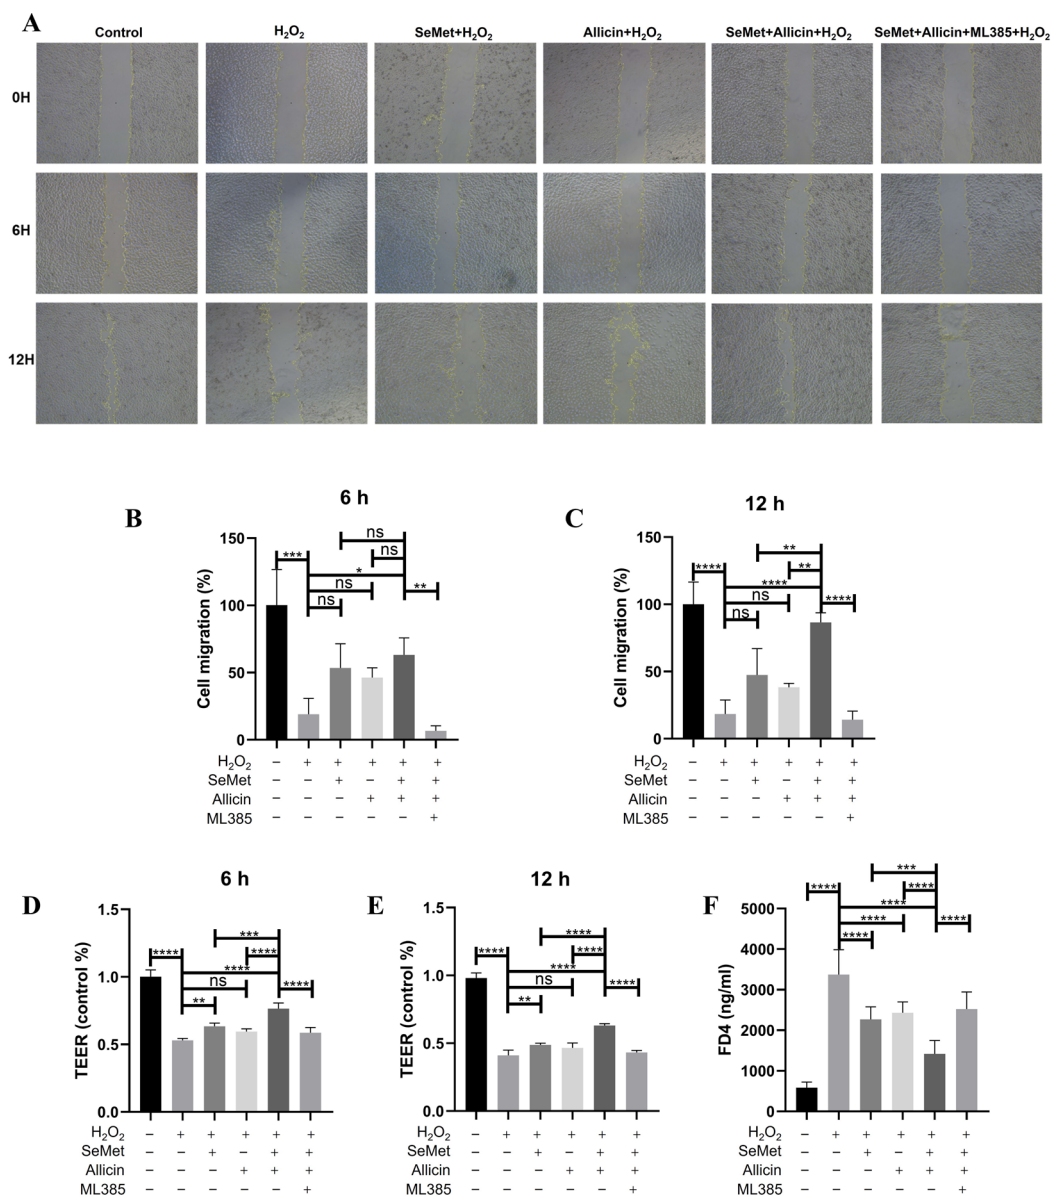 A
Control
H₂O₂
SeMet+H₂O₂
Allicin+H₂O₂
SeMet+Allicin+H₂O₂
SeMet+Allicin+ML385+H₂O₂
0H
6H
12H
B
6 h
Cell migration (%)
150
100
50
0
***
ns
ns
*
ns
ns
**
H₂O₂ − + + + + +
SeMet − − + − + +
Allicin − − − + + +
ML385 − − − − − +
C
12 h
Cell migration (%)
150
100
50
0
****
**
**
****
ns
ns
****
H₂O₂ − + + + + +
SeMet − − + − + +
Allicin − − − + + +
ML385 − − − − − +
D
6 h
TEER (control %)
1.5
1.0
0.5
0.0
****
***
****
****
ns
**
****
H₂O₂ − + + + + +
SeMet − − + − + +
Allicin − − − + + +
ML385 − − − − − +
E
12 h
TEER (control %)
1.5
1.0
0.5
0.0
****
****
****
****
ns
**
****
H₂O₂ − + + + + +
SeMet − − + − + +
Allicin − − − + + +
ML385 − − − − − +
F
FD4 (ng/ml)
5000
4000
3000
2000
1000
0
****
***
****
****
****
****
****
H₂O₂ − + + + + +
SeMet − − + − + +
Allicin − − − + + +
ML385 − − − − − +